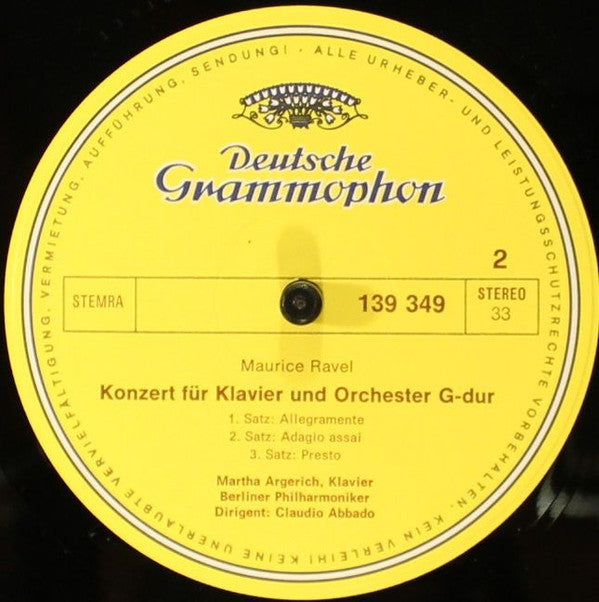 KEINE UNERLAUBTE VERVIELFÄLTIGUNG, VERMIETUNG, AUFFÜHRUNG, SENDUNG! - ALLE URHEBER- UND LEISTUNGSSCHUTZRECHTE VORBEHALTEN. KEIN VERLEIH!
Deutsche
Grammophon
2
STEMRA
139 349
STEREO
33
Maurice Ravel
Konzert für Klavier und Orchester G-dur
1. Satz: Allegramente
2. Satz: Adagio assai
3. Satz: Presto
Martha Argerich, Klavier
Berliner Philharmoniker
Dirigent: Claudio Abbado